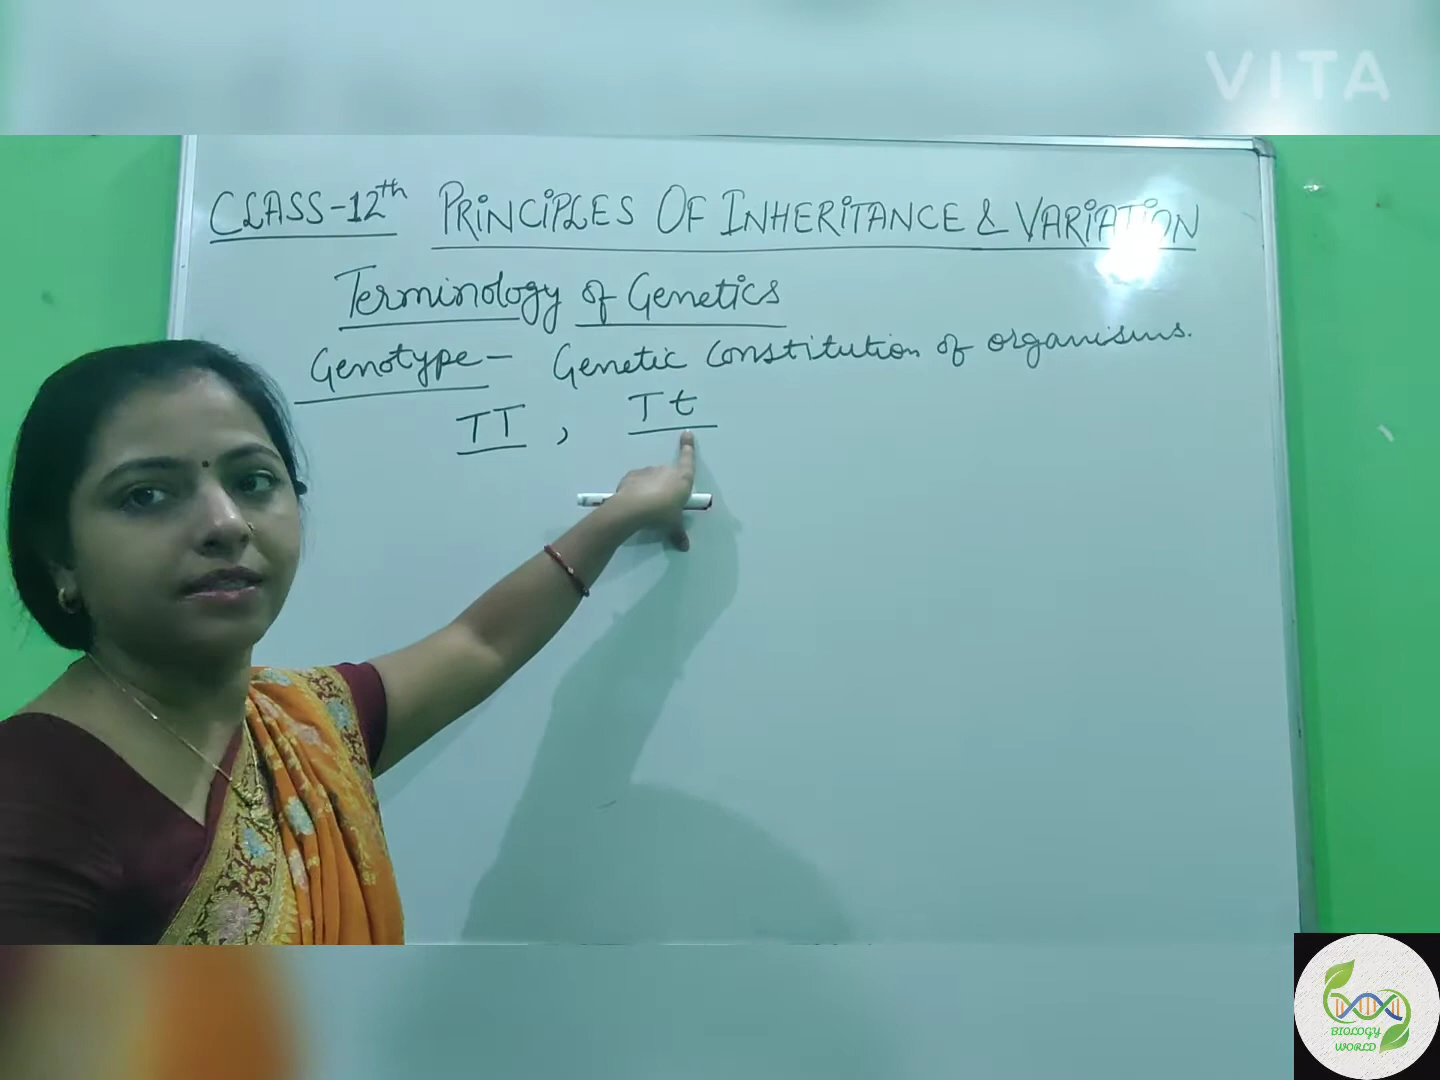 VITA
CLASS-12th PRINCIPLES OF INHERITANCE & VARIATION
Terminology of Genetics
Genotype - Genetic Constitution of organisms.
TT , Tt
BIOLOGY
WORLD